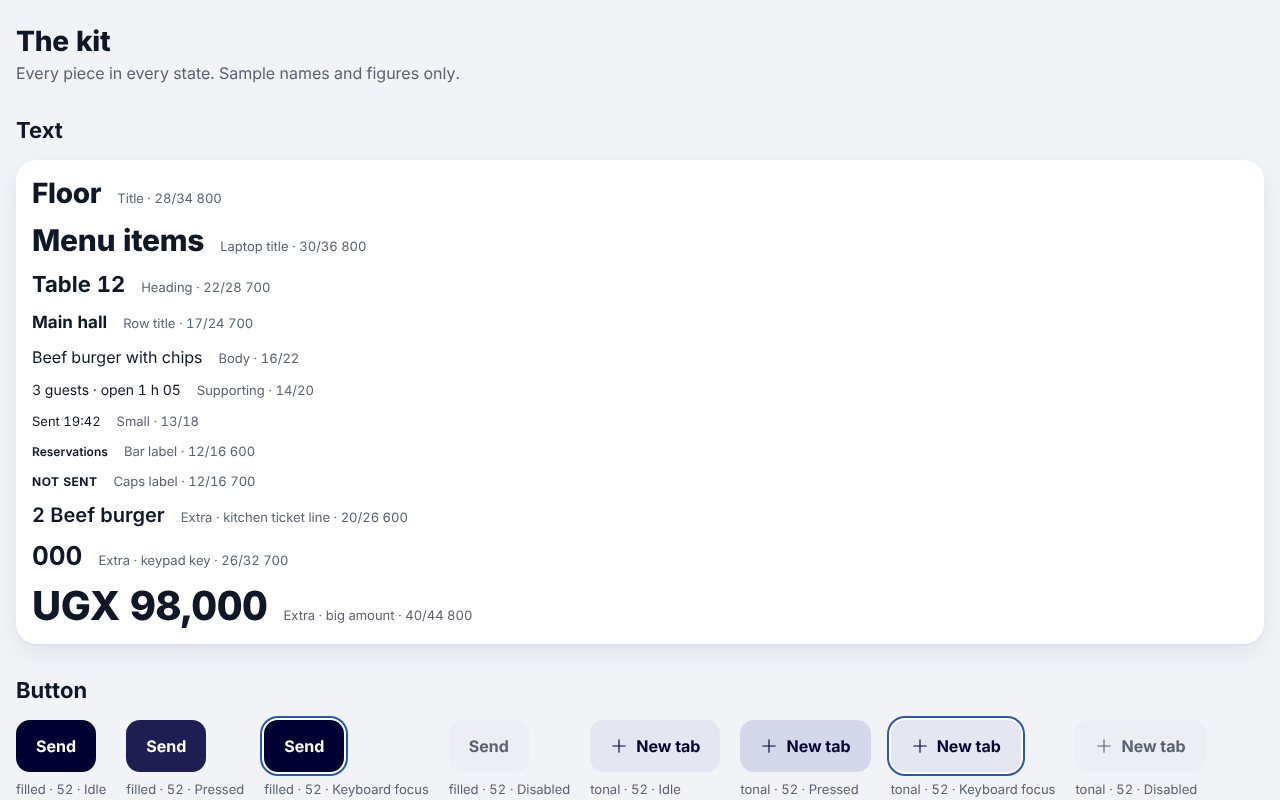 The kit
Every piece in every state. Sample names and figures only.
Text
Floor Title · 28/34 800
Menu items Laptop title · 30/36 800
Table 12 Heading · 22/28 700
Main hall Row title · 17/24 700
Beef burger with chips Body · 16/22
3 guests · open 1 h 05 Supporting · 14/20
Sent 19:42 Small · 13/18
Reservations Bar label · 12/16 600
NOT SENT Caps label · 12/16 700
2 Beef burger Extra · kitchen ticket line · 20/26 600
000 Extra · keypad key · 26/32 700
UGX 98,000 Extra · big amount · 40/44 800
Button
Send Send Send Send New tab New tab New tab New tab
filled · 52 · Idle filled · 52 · Pressed filled · 52 · Keyboard focus filled · 52 · Disabled tonal · 52 · Idle tonal · 52 · Pressed tonal · 52 · Keyboard focus tonal · 52 · Disabled